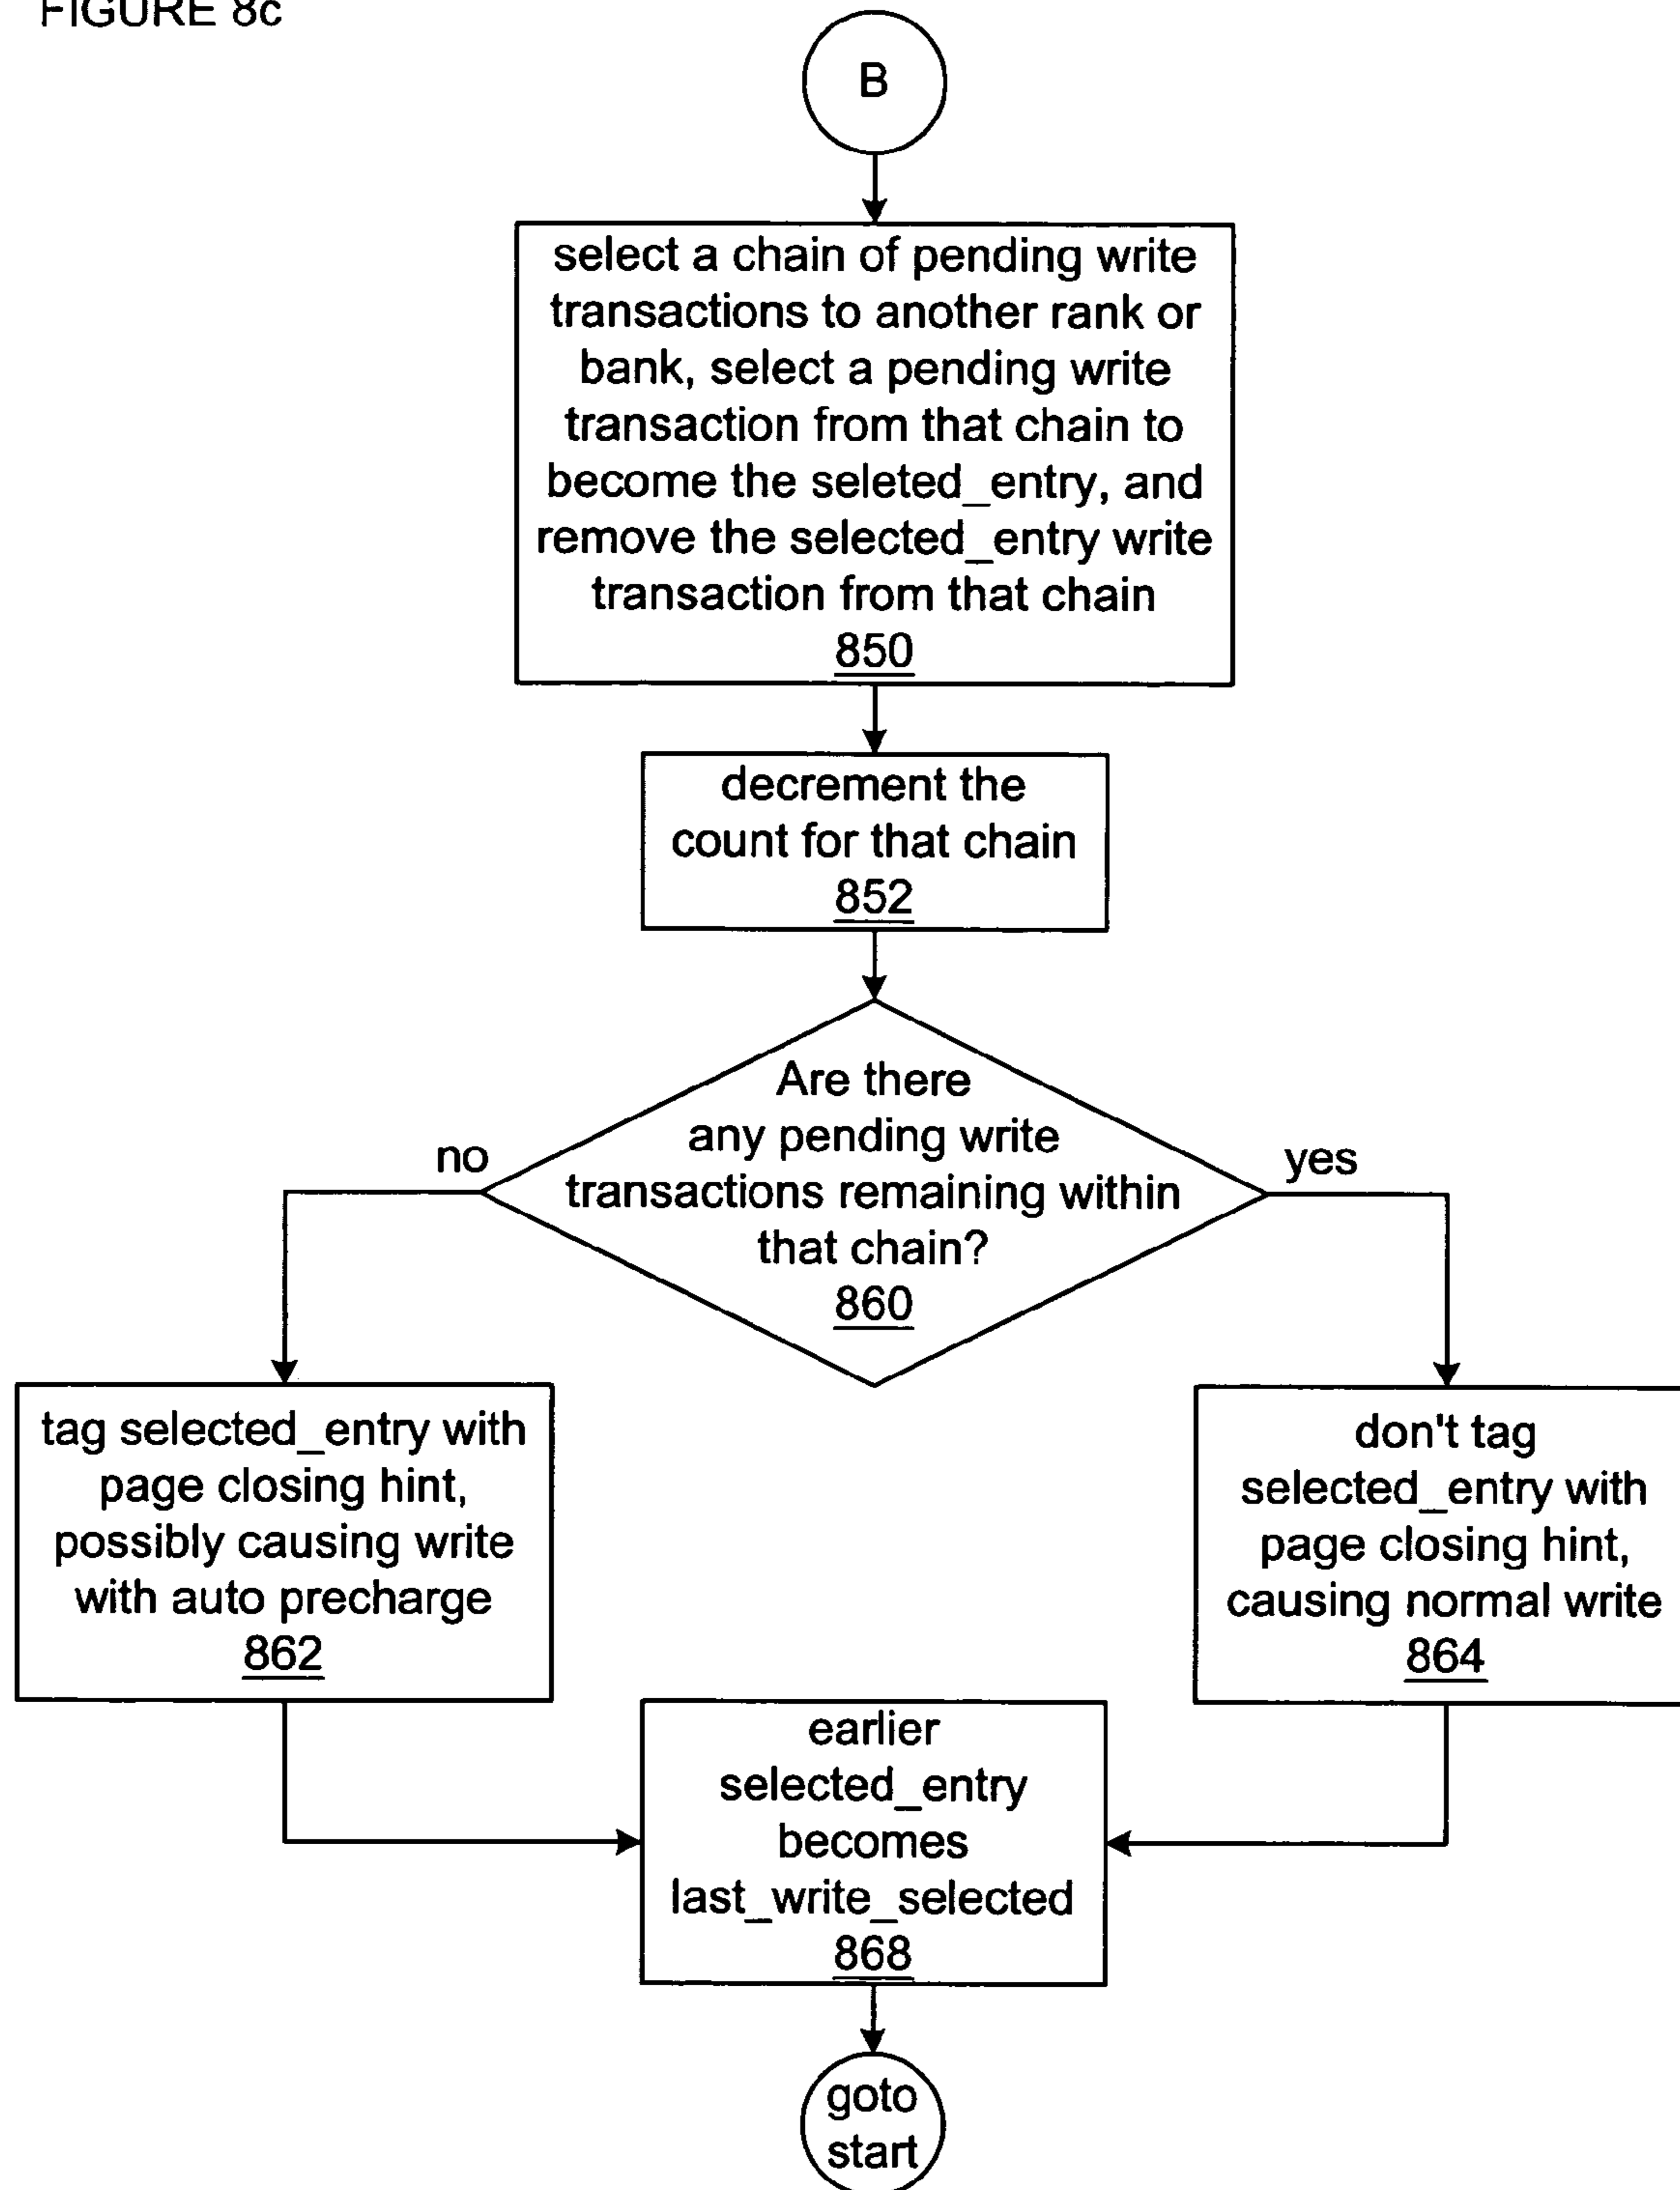 FIGURE 8c
B
select a chain of pending write
transactions to another rank or
bank, select a pending write
transaction from that chain to
become the seleted_entry, and
remove the selected_entry write
transaction from that chain
850
decrement the
count for that chain
852
Are there
any pending write
transactions remaining within
that chain?
860
no
yes
tag selected_entry with
page closing hint,
possibly causing write
with auto precharge
862
don't tag
selected_entry with
page closing hint,
causing normal write
864
earlier
selected_entry
becomes
last_write_selected
868
goto
start